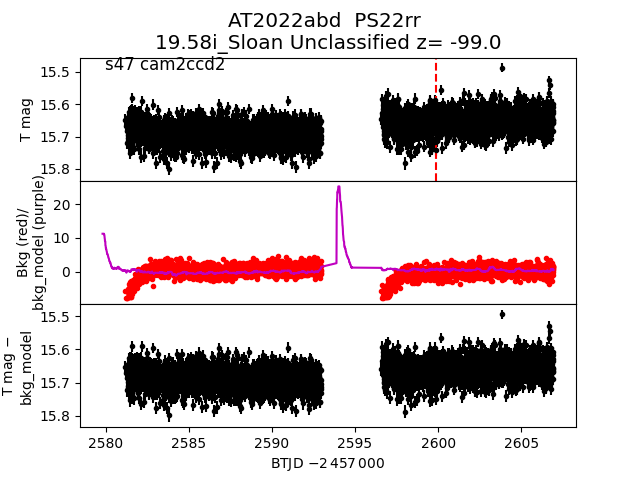 AT2022abd  PS22rr
19.58i_Sloan Unclassified z= -99.0
s47 cam2ccd2
T mag
15.5
15.6
15.7
15.8
Bkg (red)/
bkg_model (purple)
20
10
0
T mag −
bkg_model
15.5
15.6
15.7
15.8
2580 2585 2590 2595 2600 2605
BTJD −2 457 000